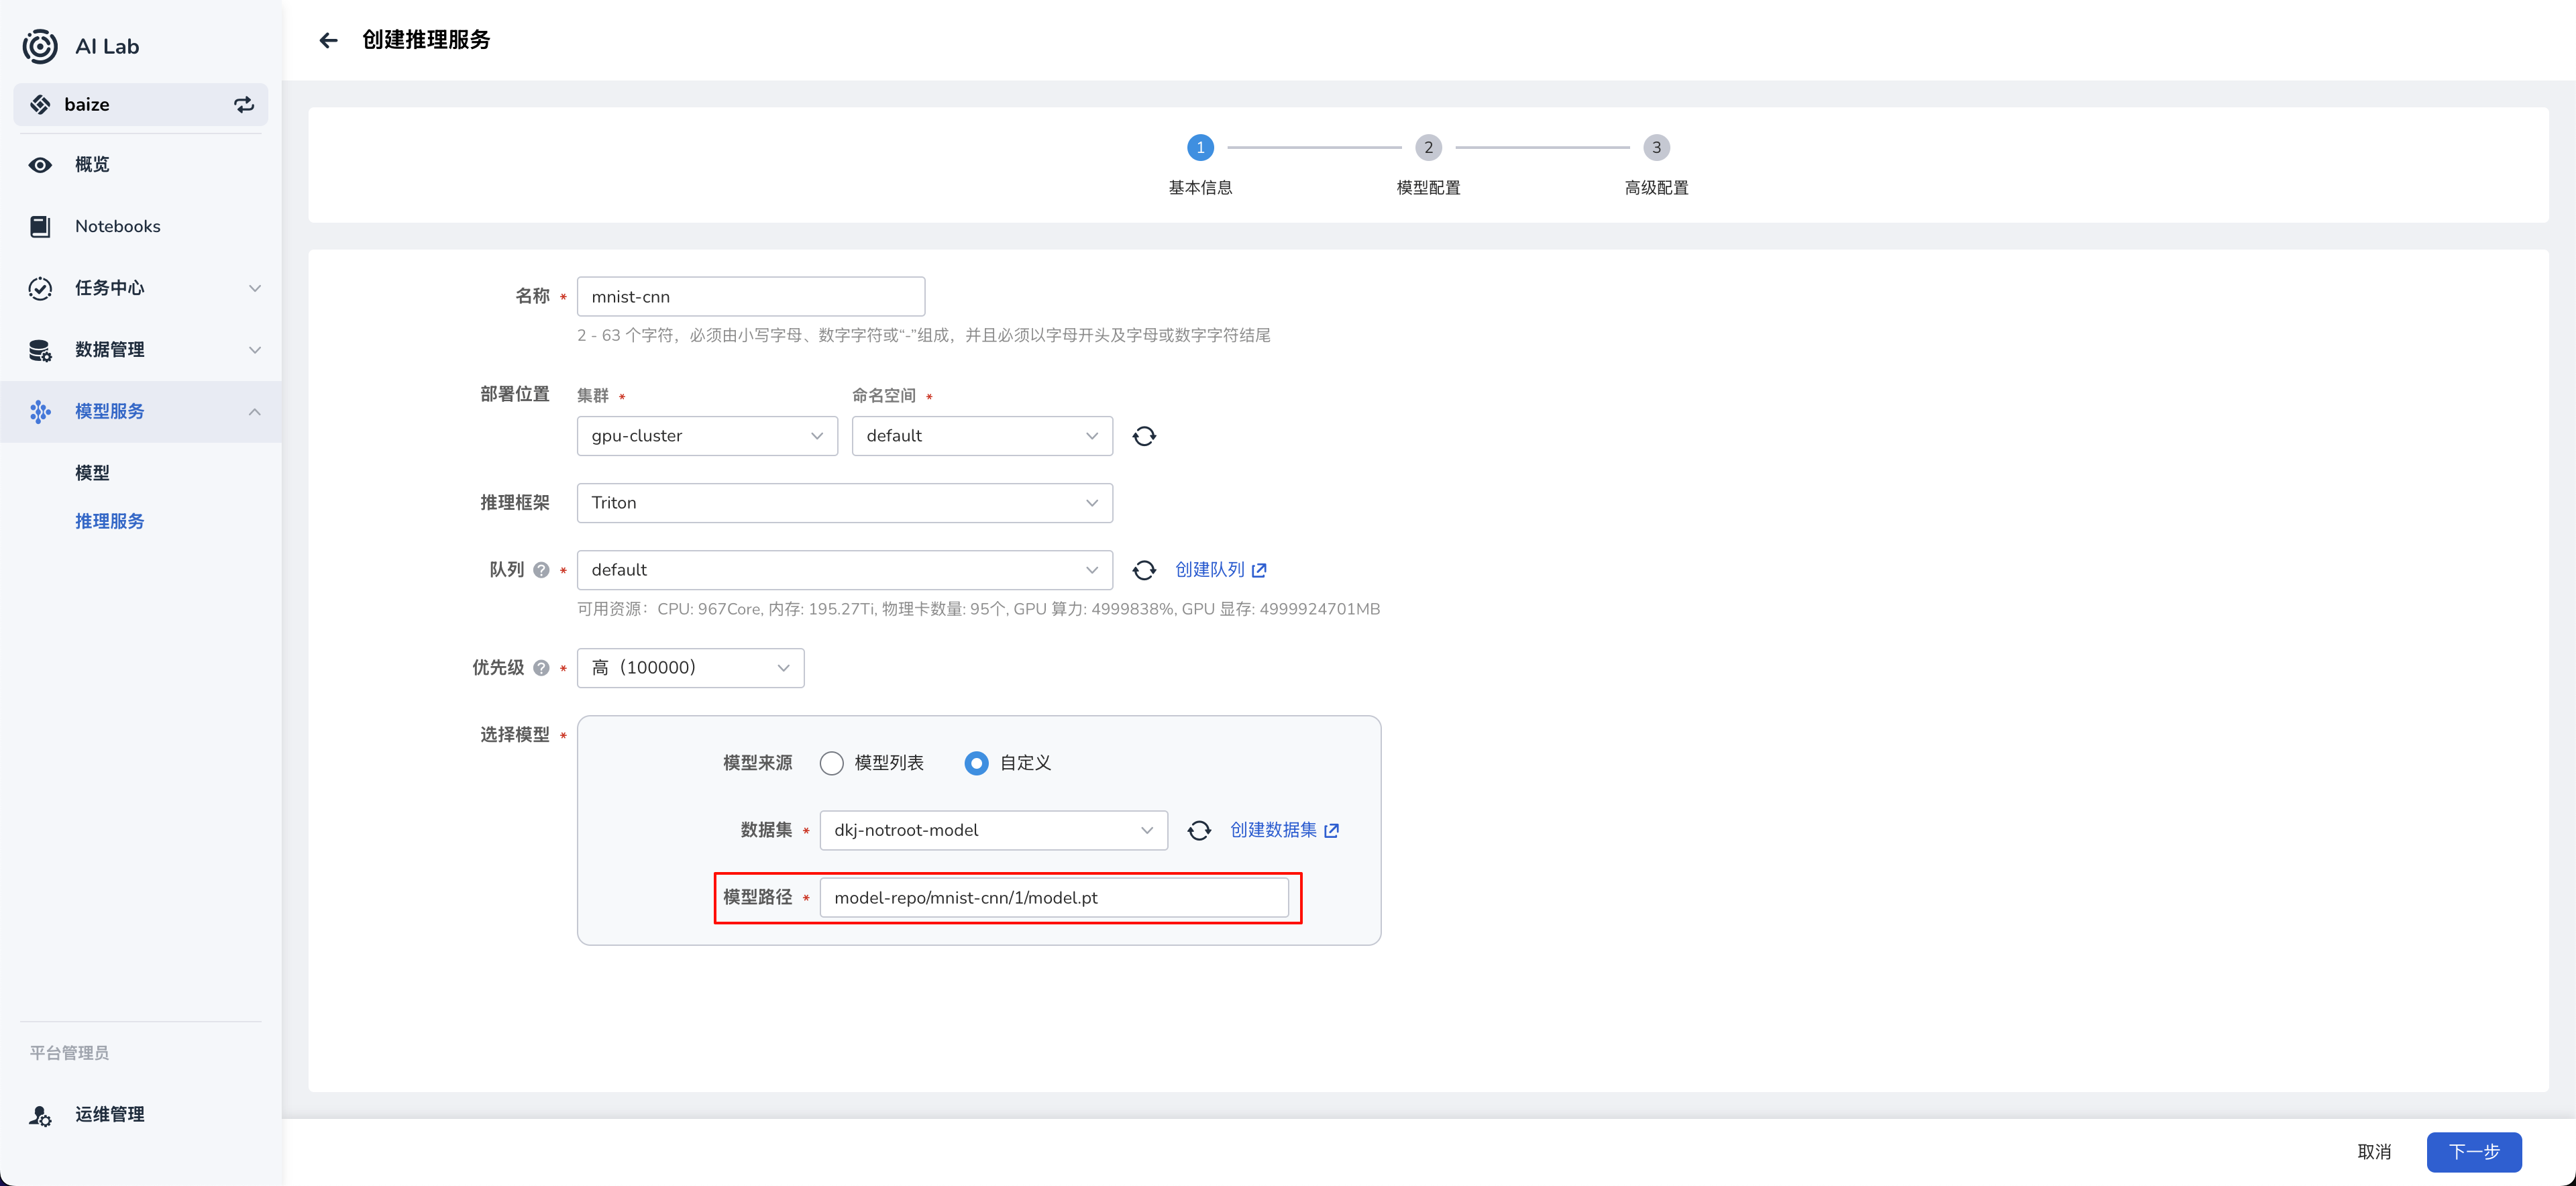 AI Lab
baize
概览
Notebooks
任务中心
数据管理
模型服务
模型
推理服务
平台管理员
运维管理
创建推理服务
1
2
3
基本信息
模型配置
高级配置
名称 *
mnist-cnn
2 - 63 个字符，必须由小写字母、数字字符或“-”组成，并且必须以字母开头及字母或数字字符结尾
部署位置
集群 *
命名空间 *
gpu-cluster
default
推理框架
Triton
队列 ? *
default
创建队列
可用资源：CPU: 967Core, 内存: 195.27Ti, 物理卡数量: 95个, GPU 算力: 4999838%, GPU 显存: 4999924701MB
优先级 ? *
高（100000）
选择模型 *
模型来源
模型列表
自定义
数据集 *
dkj-notroot-model
创建数据集
模型路径 *
model-repo/mnist-cnn/1/model.pt
取消
下一步